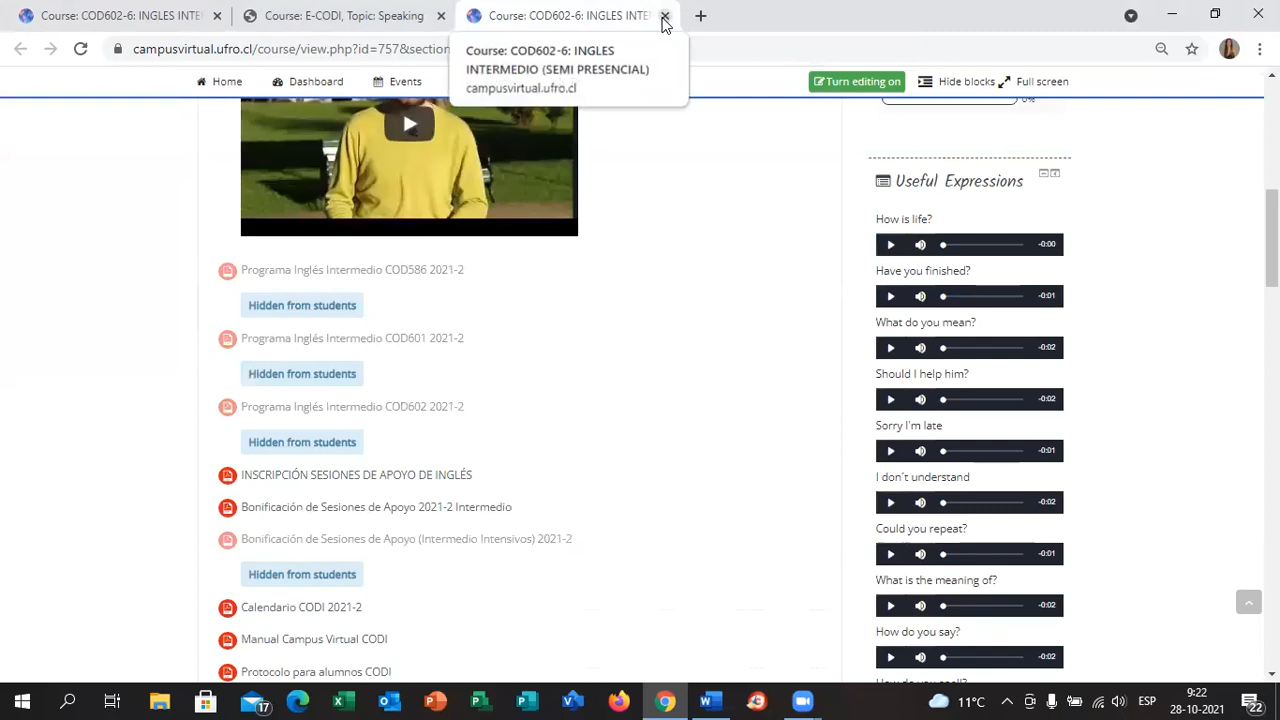 Course: COD602-6: INGLES INTER
Course: E-CODI, Topic: Speaking
Course: COD602-6: INGLES INTE
campusvirtual.ufro.cl/course/view.php?id=757&section
Course: COD602-6: INGLES
INTERMEDIO (SEMI PRESENCIAL)
campusvirtual.ufro.cl
Home
Dashboard
Events
Turn editing on
Hide blocks
Full screen
0%
Useful Expressions
How is life?
-0:00
Have you finished?
-0:01
What do you mean?
-0:02
Should I help him?
-0:02
Sorry I'm late
-0:01
I don´t understand
-0:02
Could you repeat?
-0:01
What is the meaning of?
-0:02
How do you say?
-0:02
Programa Inglés Intermedio COD586 2021-2
Hidden from students
Programa Inglés Intermedio COD601 2021-2
Hidden from students
Programa Inglés Intermedio COD602 2021-2
Hidden from students
INSCRIPCIÓN SESIONES DE APOYO DE INGLÉS
Bonificación de Sesiones de Apoyo 2021-2 Intermedio
Bonificación de Sesiones de Apoyo (Intermedio Intensivos) 2021-2
Hidden from students
Calendario CODI 2021-2
Manual Campus Virtual CODI
Protocolo para alumnos CODI
17
11°C
ESP
9:22
28-10-2021
22